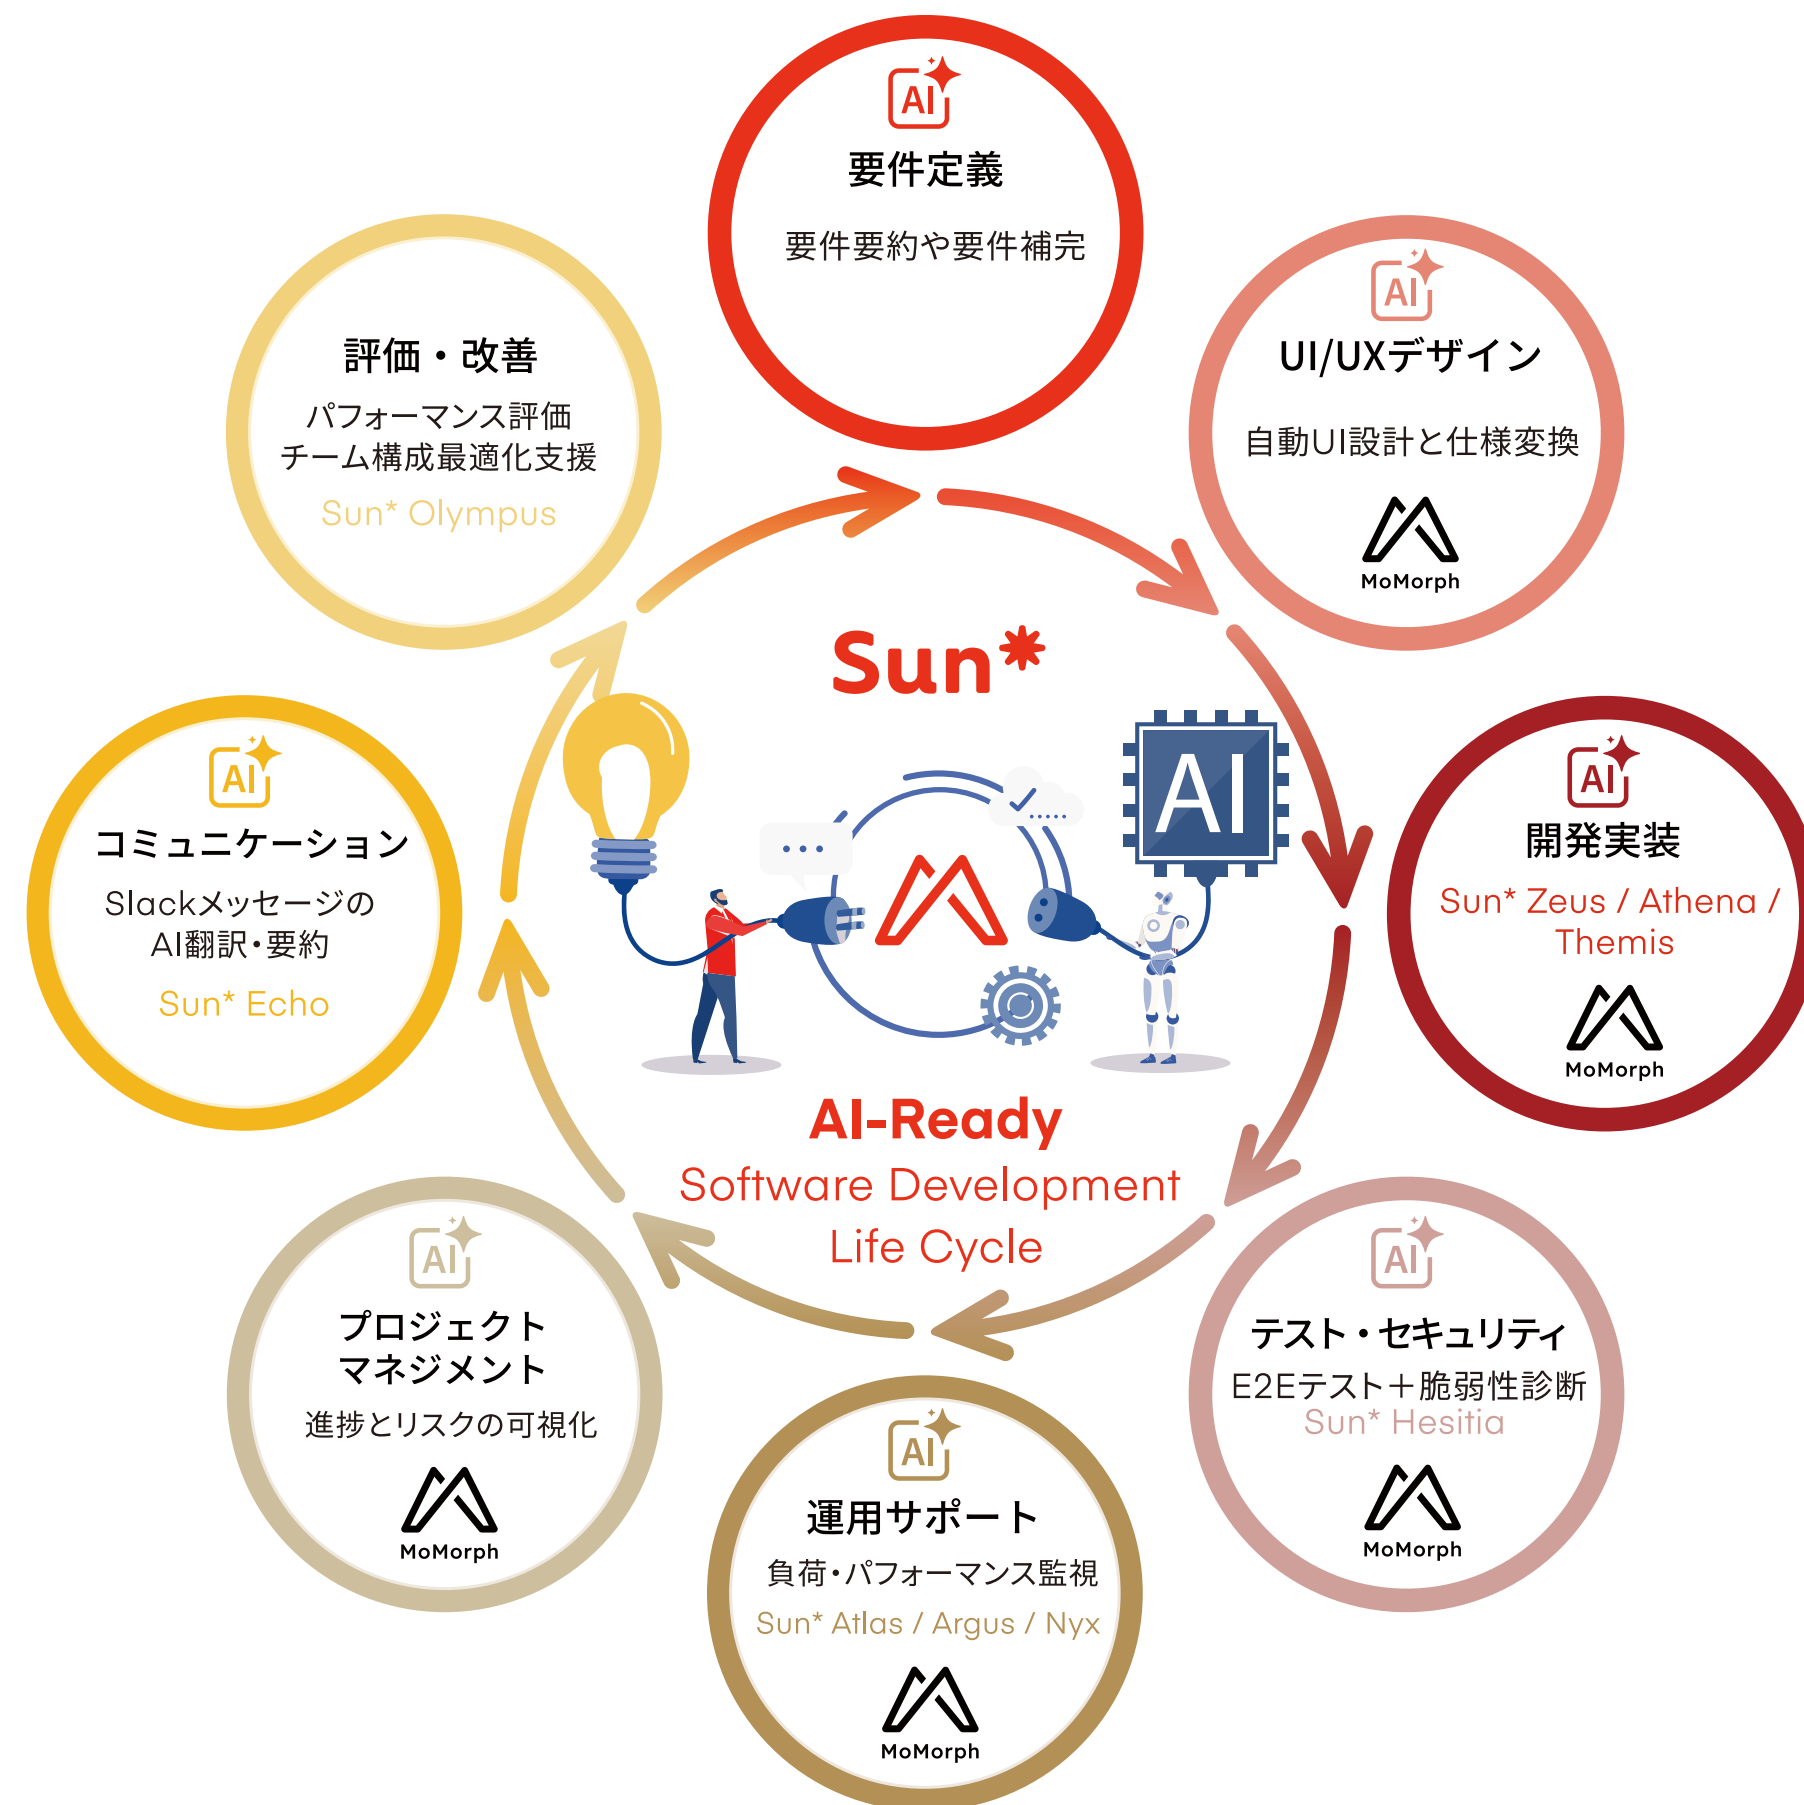 AI
要件定義
要件要約や要件補完
AI
UI/UXデザイン
自動UI設計と仕様変換
MoMorph
AI
開発実装
Sun* Zeus / Athena /
Themis
MoMorph
AI
テスト・セキュリティ
E2Eテスト＋脆弱性診断
Sun* Hesitia
MoMorph
AI
運用サポート
負荷・パフォーマンス監視
Sun* Atlas / Argus / Nyx
MoMorph
AI
プロジェクト
マネジメント
進捗とリスクの可視化
MoMorph
AI
コミュニケーション
Slackメッセージの
AI翻訳・要約
Sun* Echo
評価・改善
パフォーマンス評価
チーム構成最適化支援
Sun* Olympus
Sun*
AI
AI-Ready
Software Development
Life Cycle